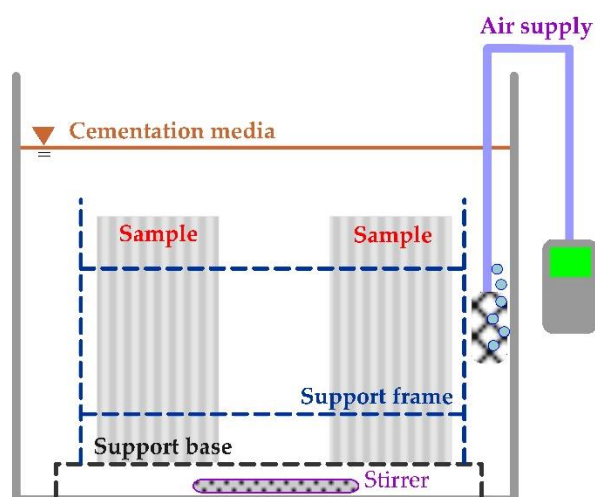 Air supply
Cementation media
Sample Sample
Support frame
Support base
Stirrer